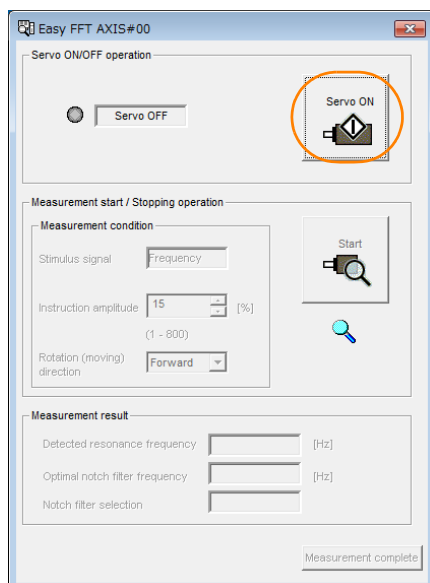 Easy FFT AXIS#00
Servo ON/OFF operation
Servo OFF
Servo ON
Measurement start / Stopping operation
Measurement condition
Stimulus signal Frequency
Instruction amplitude 15 [%]
(1 - 800)
Rotation (moving)
direction Forward
Start
Measurement result
Detected resonance frequency [Hz]
Optimal notch filter frequency [Hz]
Notch filter selection
Measurement complete